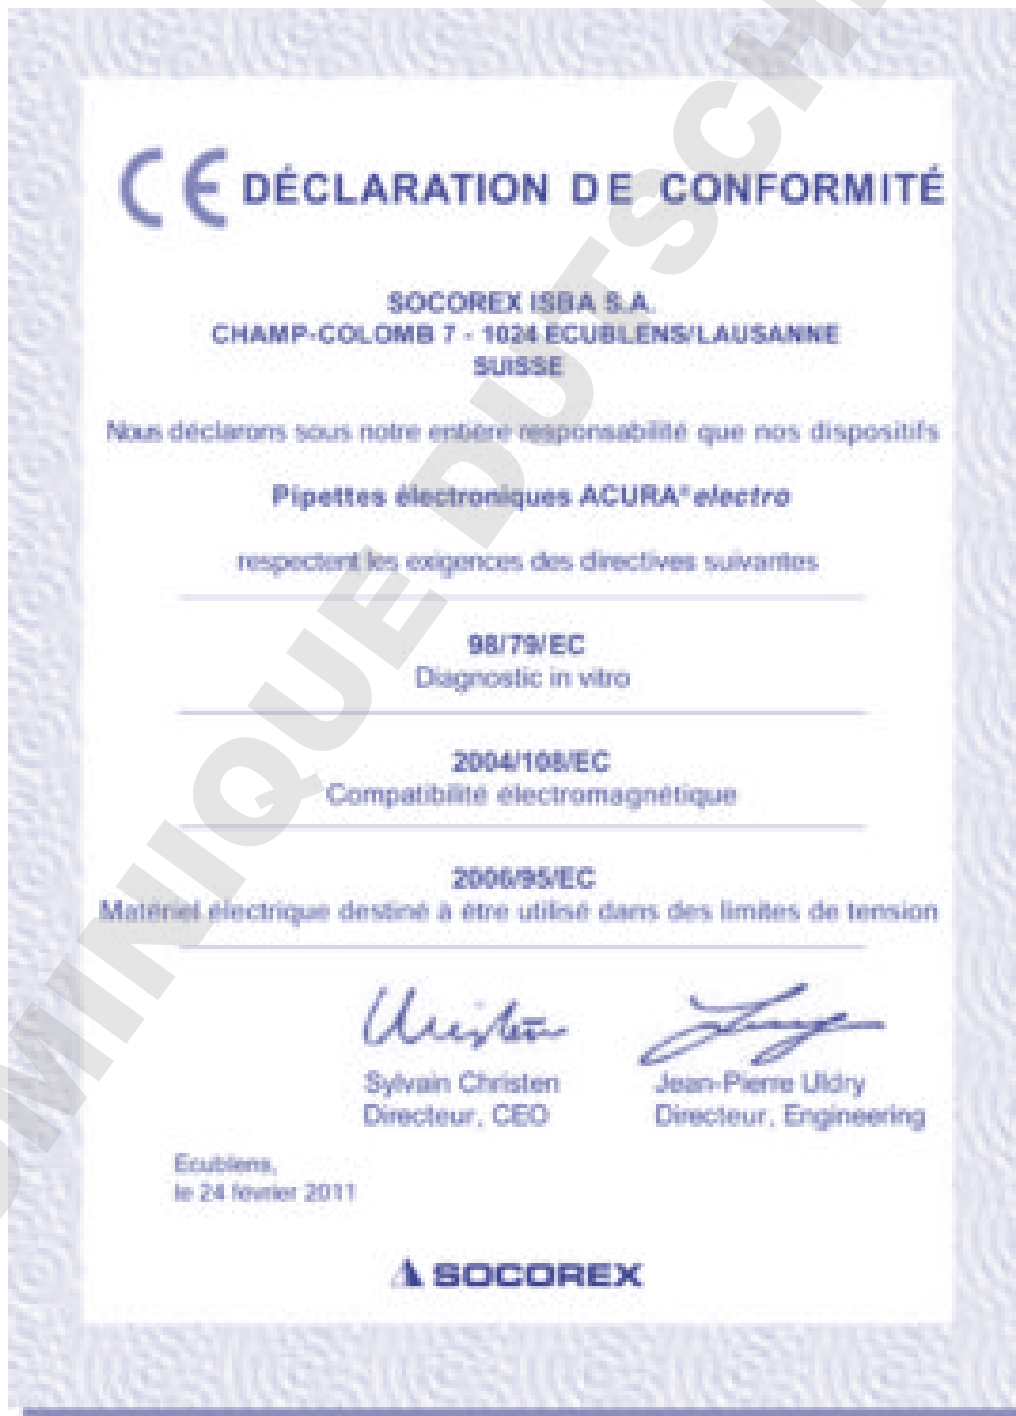 CE DÉCLARATION DE CONFORMITÉ
SOCOREX ISBA S.A.
CHAMP-COLOMB 7 - 1024 ECUBLENS/LAUSANNE
SUISSE
Nous déclarons sous notre entière responsabilité que nos dispositifs
Pipettes électroniques ACURA® electro
respectent les exigences des directives suivantes
98/79/EC
Diagnostic in vitro
2004/108/EC
Compatibilité électromagnétique
2006/95/EC
Matériel électrique destiné à être utilisé dans des limites de tension
Christen
Sylvain Christen
Directeur, CEO
Jean-Pierre Uldry
Directeur, Engineering
Ecublens,
le 24 février 2011
SOCOREX
OMINIQUE DUTSCH